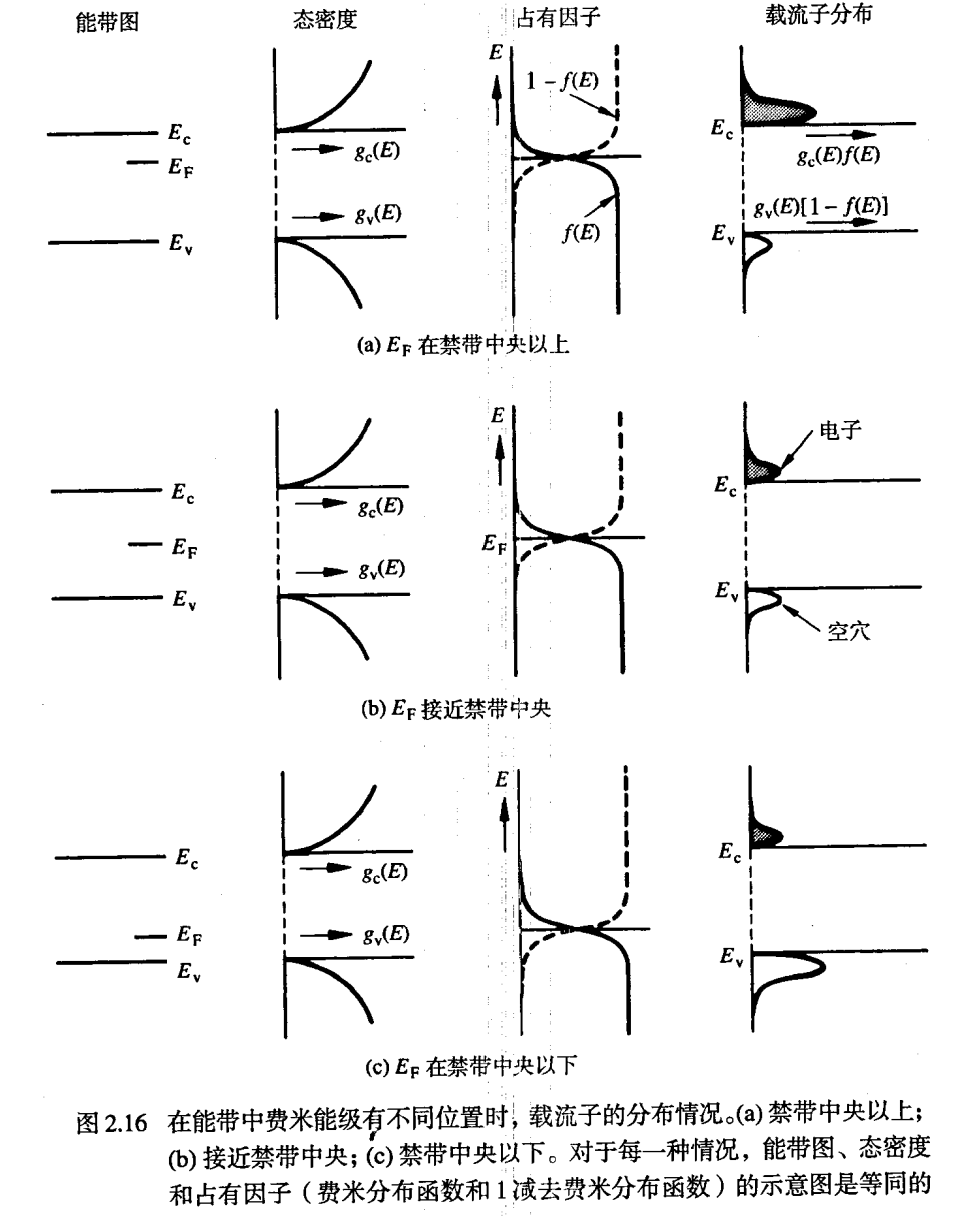 能带图 态密度 占有因子 载流子分布
E
1 − f(E)
E_c
E_F
g_c(E)
E_c
g_c(E)f(E)
g_v(E)
f(E)
g_v(E)[1 − f(E)]
E_v
E_v
(a) E_F 在禁带中央以上
E
电子
E_c
g_c(E)
E_c
E_F
E_F
g_v(E)
E_v
E_v
空穴
(b) E_F 接近禁带中央
E
E_c
g_c(E)
E_c
E_F
g_v(E)
E_v
E_v
(c) E_F 在禁带中央以下
图 2.16 在能带中费米能级有不同位置时，载流子的分布情况。(a) 禁带中央以上；
(b) 接近禁带中央；(c) 禁带中央以下。对于每一种情况，能带图、态密度
和占有因子（费米分布函数和 1 减去费米分布函数）的示意图是等同的